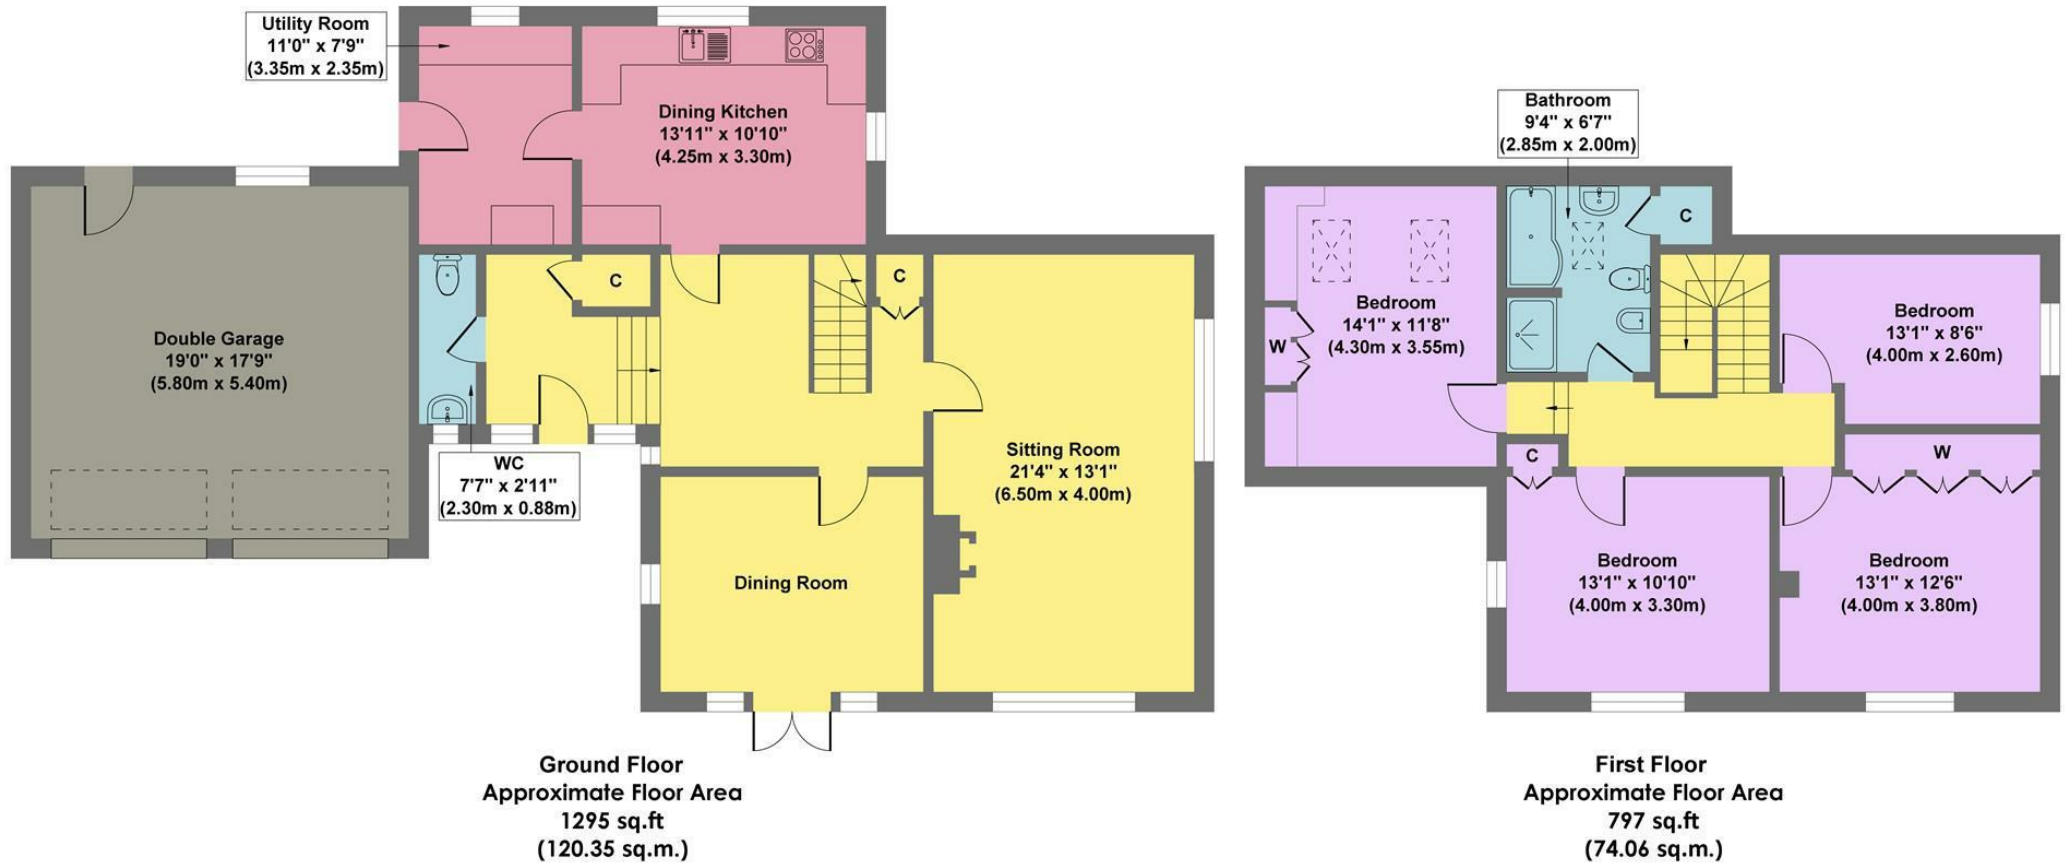 Utility Room
11'0" x 7'9"
(3.35m x 2.35m)
Dining Kitchen
13'11" x 10'10"
(4.25m x 3.30m)
Double Garage
19'0" x 17'9"
(5.80m x 5.40m)
C
C
WC
7'7" x 2'11"
(2.30m x 0.88m)
Sitting Room
21'4" x 13'1"
(6.50m x 4.00m)
Dining Room
Ground Floor
Approximate Floor Area
1295 sq.ft
(120.35 sq.m.)
Bathroom
9'4" x 6'7"
(2.85m x 2.00m)
C
Bedroom
14'1" x 11'8"
(4.30m x 3.55m)
W
Bedroom
13'1" x 8'6"
(4.00m x 2.60m)
C
W
Bedroom
13'1" x 10'10"
(4.00m x 3.30m)
Bedroom
13'1" x 12'6"
(4.00m x 3.80m)
First Floor
Approximate Floor Area
797 sq.ft
(74.06 sq.m.)